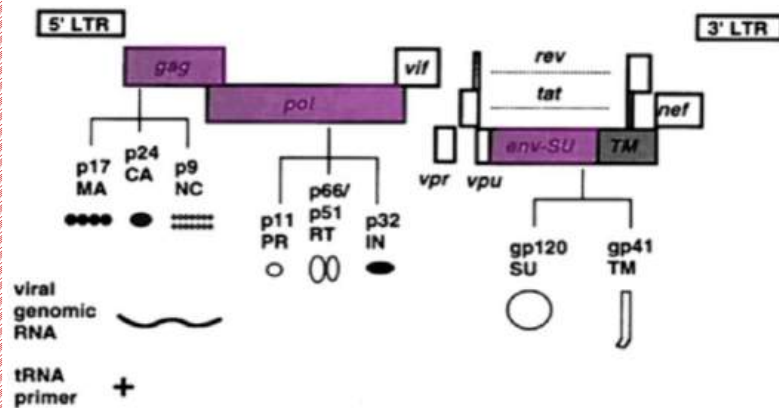 5' LTR
3' LTR
gag
vif
rev
pol
tat
nef
env-SU
TM
vpr
vpu
p17
MA
p24
CA
p9
NC
p11
PR
p66/
p51
RT
p32
IN
gp120
SU
gp41
TM
viral
genomic
RNA
tRNA
primer